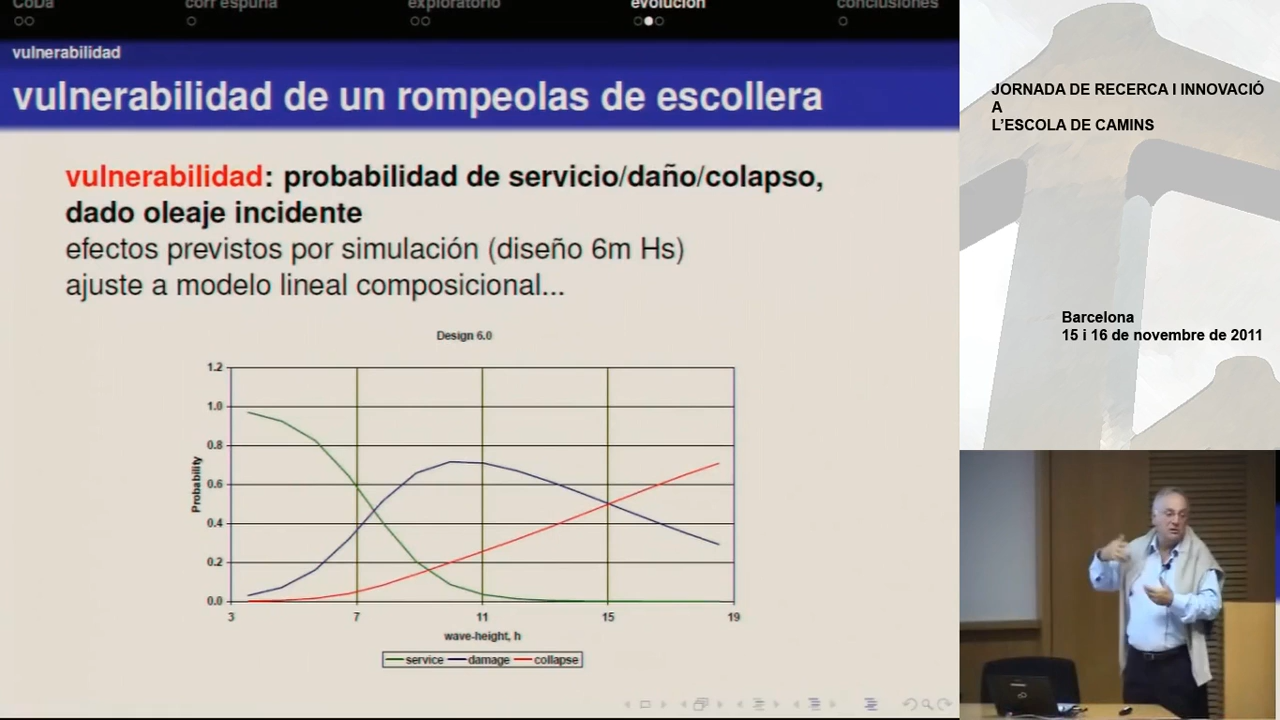 CoDa
corr espuria
exploratorio
evolución
conclusiones
vulnerabilidad
vulnerabilidad de un rompeolas de escollera
vulnerabilidad: probabilidad de servicio/daño/colapso,
dado oleaje incidente
efectos previstos por simulación (diseño 6m Hs)
ajuste a modelo lineal composicional...
Design 6.0
1.2
1.0
0.8
0.6
0.4
0.2
0.0
Probability
3 7 11 15 19
wave-height, h
service damage collapse
JORNADA DE RECERCA I INNOVACIÓ
A
L'ESCOLA DE CAMINS
Barcelona
15 i 16 de novembre de 2011